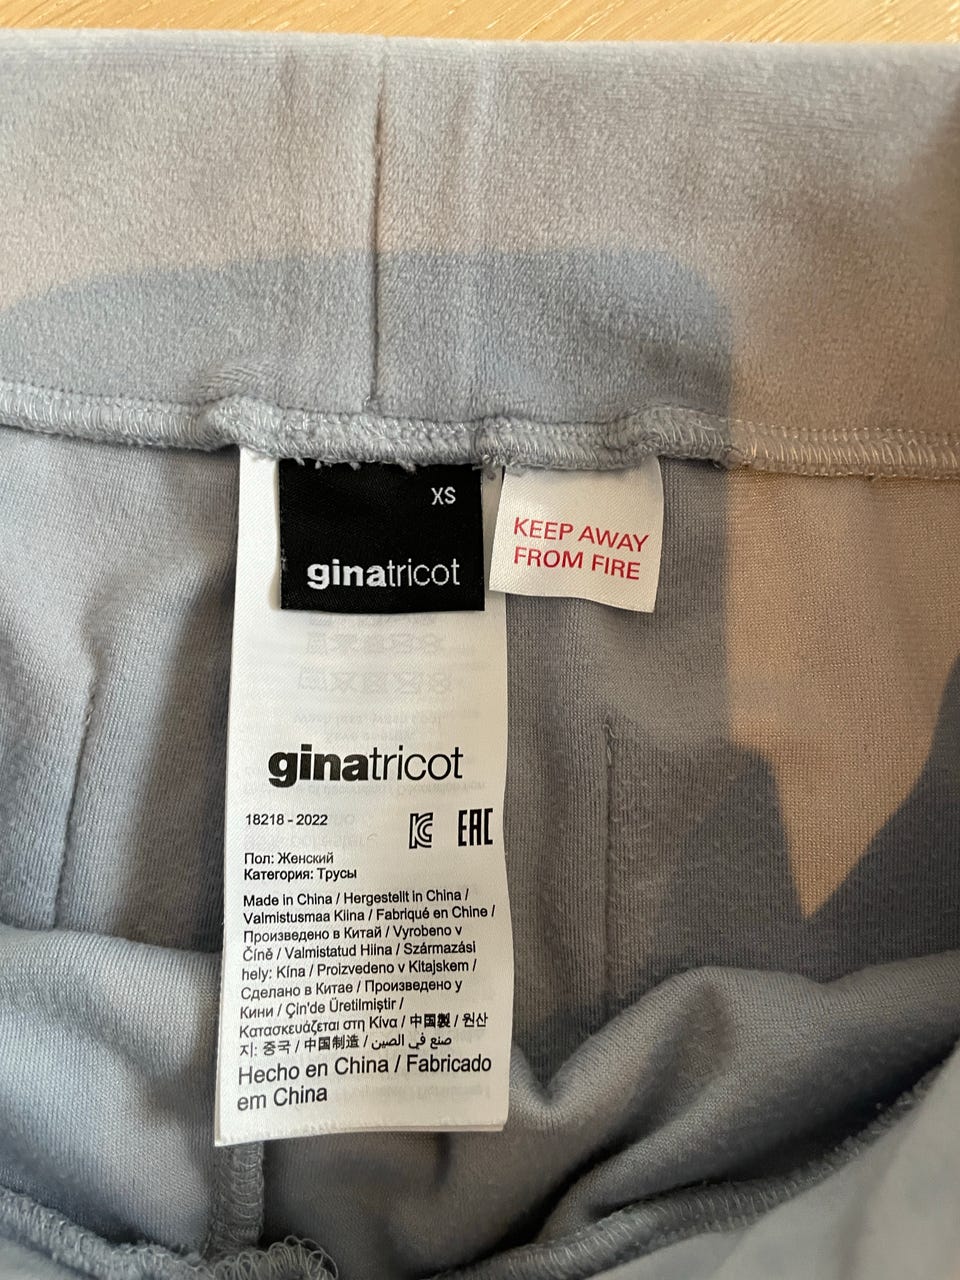 XS
ginatricot
KEEP AWAY
FROM FIRE
ginatricot
18218 - 2022
EAC
Пол: Женский
Категория: Трусы
Made in China / Hergestellt in China /
Valmistusmaa Kiina / Fabriqué en Chine /
Произведено в Китай / Vyrobeno v
Číně / Valmistatud Hiina / Származási
hely: Kína / Proizvedeno v Kitajskem /
Сделано в Китае / Произведено у
Кини / Çin'de Üretilmiştir /
Κατασκευάζεται στη Κίνα / 中国製 / 원산
지: 중국 / 中国制造 / صنع في الصين
Hecho en China / Fabricado
em China